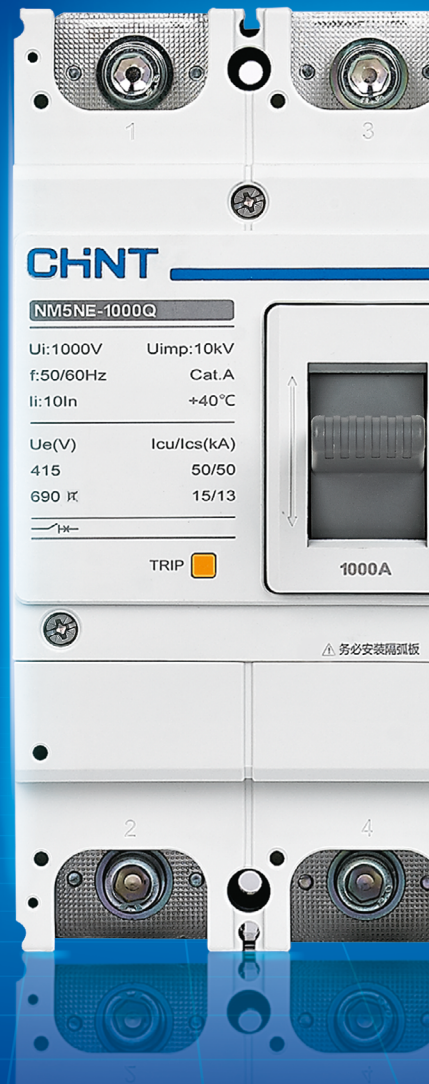 1 3
CHNT
NM5NE-1000Q
Ui:1000V Uimp:10kV
f:50/60Hz Cat.A
Ii:10In +40℃
Ue(V) Icu/Ics(kA)
415 50/50
690 15/13
TRIP
1000A
⚠ 务必安装隔弧板
2 4